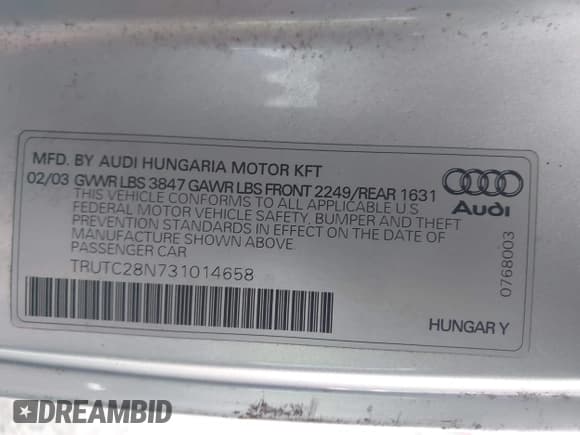 MFD. BY AUDI HUNGARIA MOTOR KFT
02/03 GVWR LBS 3847 GAWR LBS FRONT 2249/REAR 1631
THIS VEHICLE CONFORMS TO ALL APPLICABLE U.S
FEDERAL MOTOR VEHICLE SAFETY, BUMPER AND THEFT
PREVENTION STANDARDS IN EFFECT ON THE DATE OF
MANUFACTURE SHOWN ABOVE.
PASSENGER CAR
TRUTC28N731014658
Audi
0768003
HUNGARY
DREAMBID